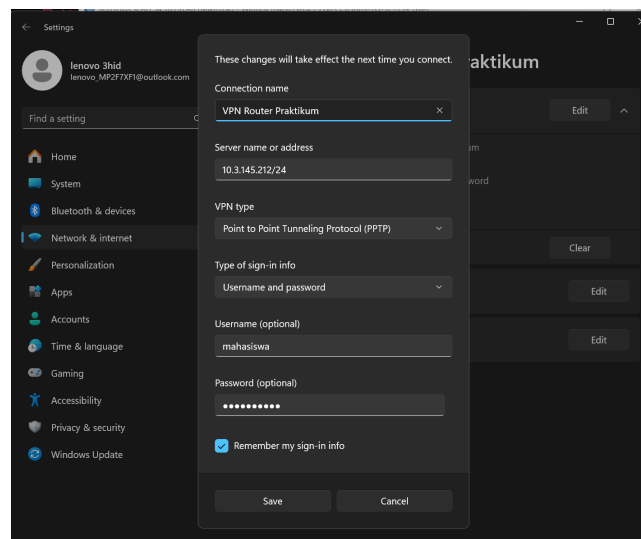 Settings
lenovo 3hid
lenovo_MP2F7XF1@outlook.com
Find a setting
Home
System
Bluetooth & devices
Network & internet
Personalization
Apps
Accounts
Time & language
Gaming
Accessibility
Privacy & security
Windows Update
These changes will take effect the next time you connect.
Connection name
VPN Router Praktikum
Server name or address
10.3.145.212/24
VPN type
Point to Point Tunneling Protocol (PPTP)
Type of sign-in info
Username and password
Username (optional)
mahasiswa
Password (optional)
••••••••••
Remember my sign-in info
Save
Cancel
aktikum
Edit
um
word
Clear
Edit
Edit